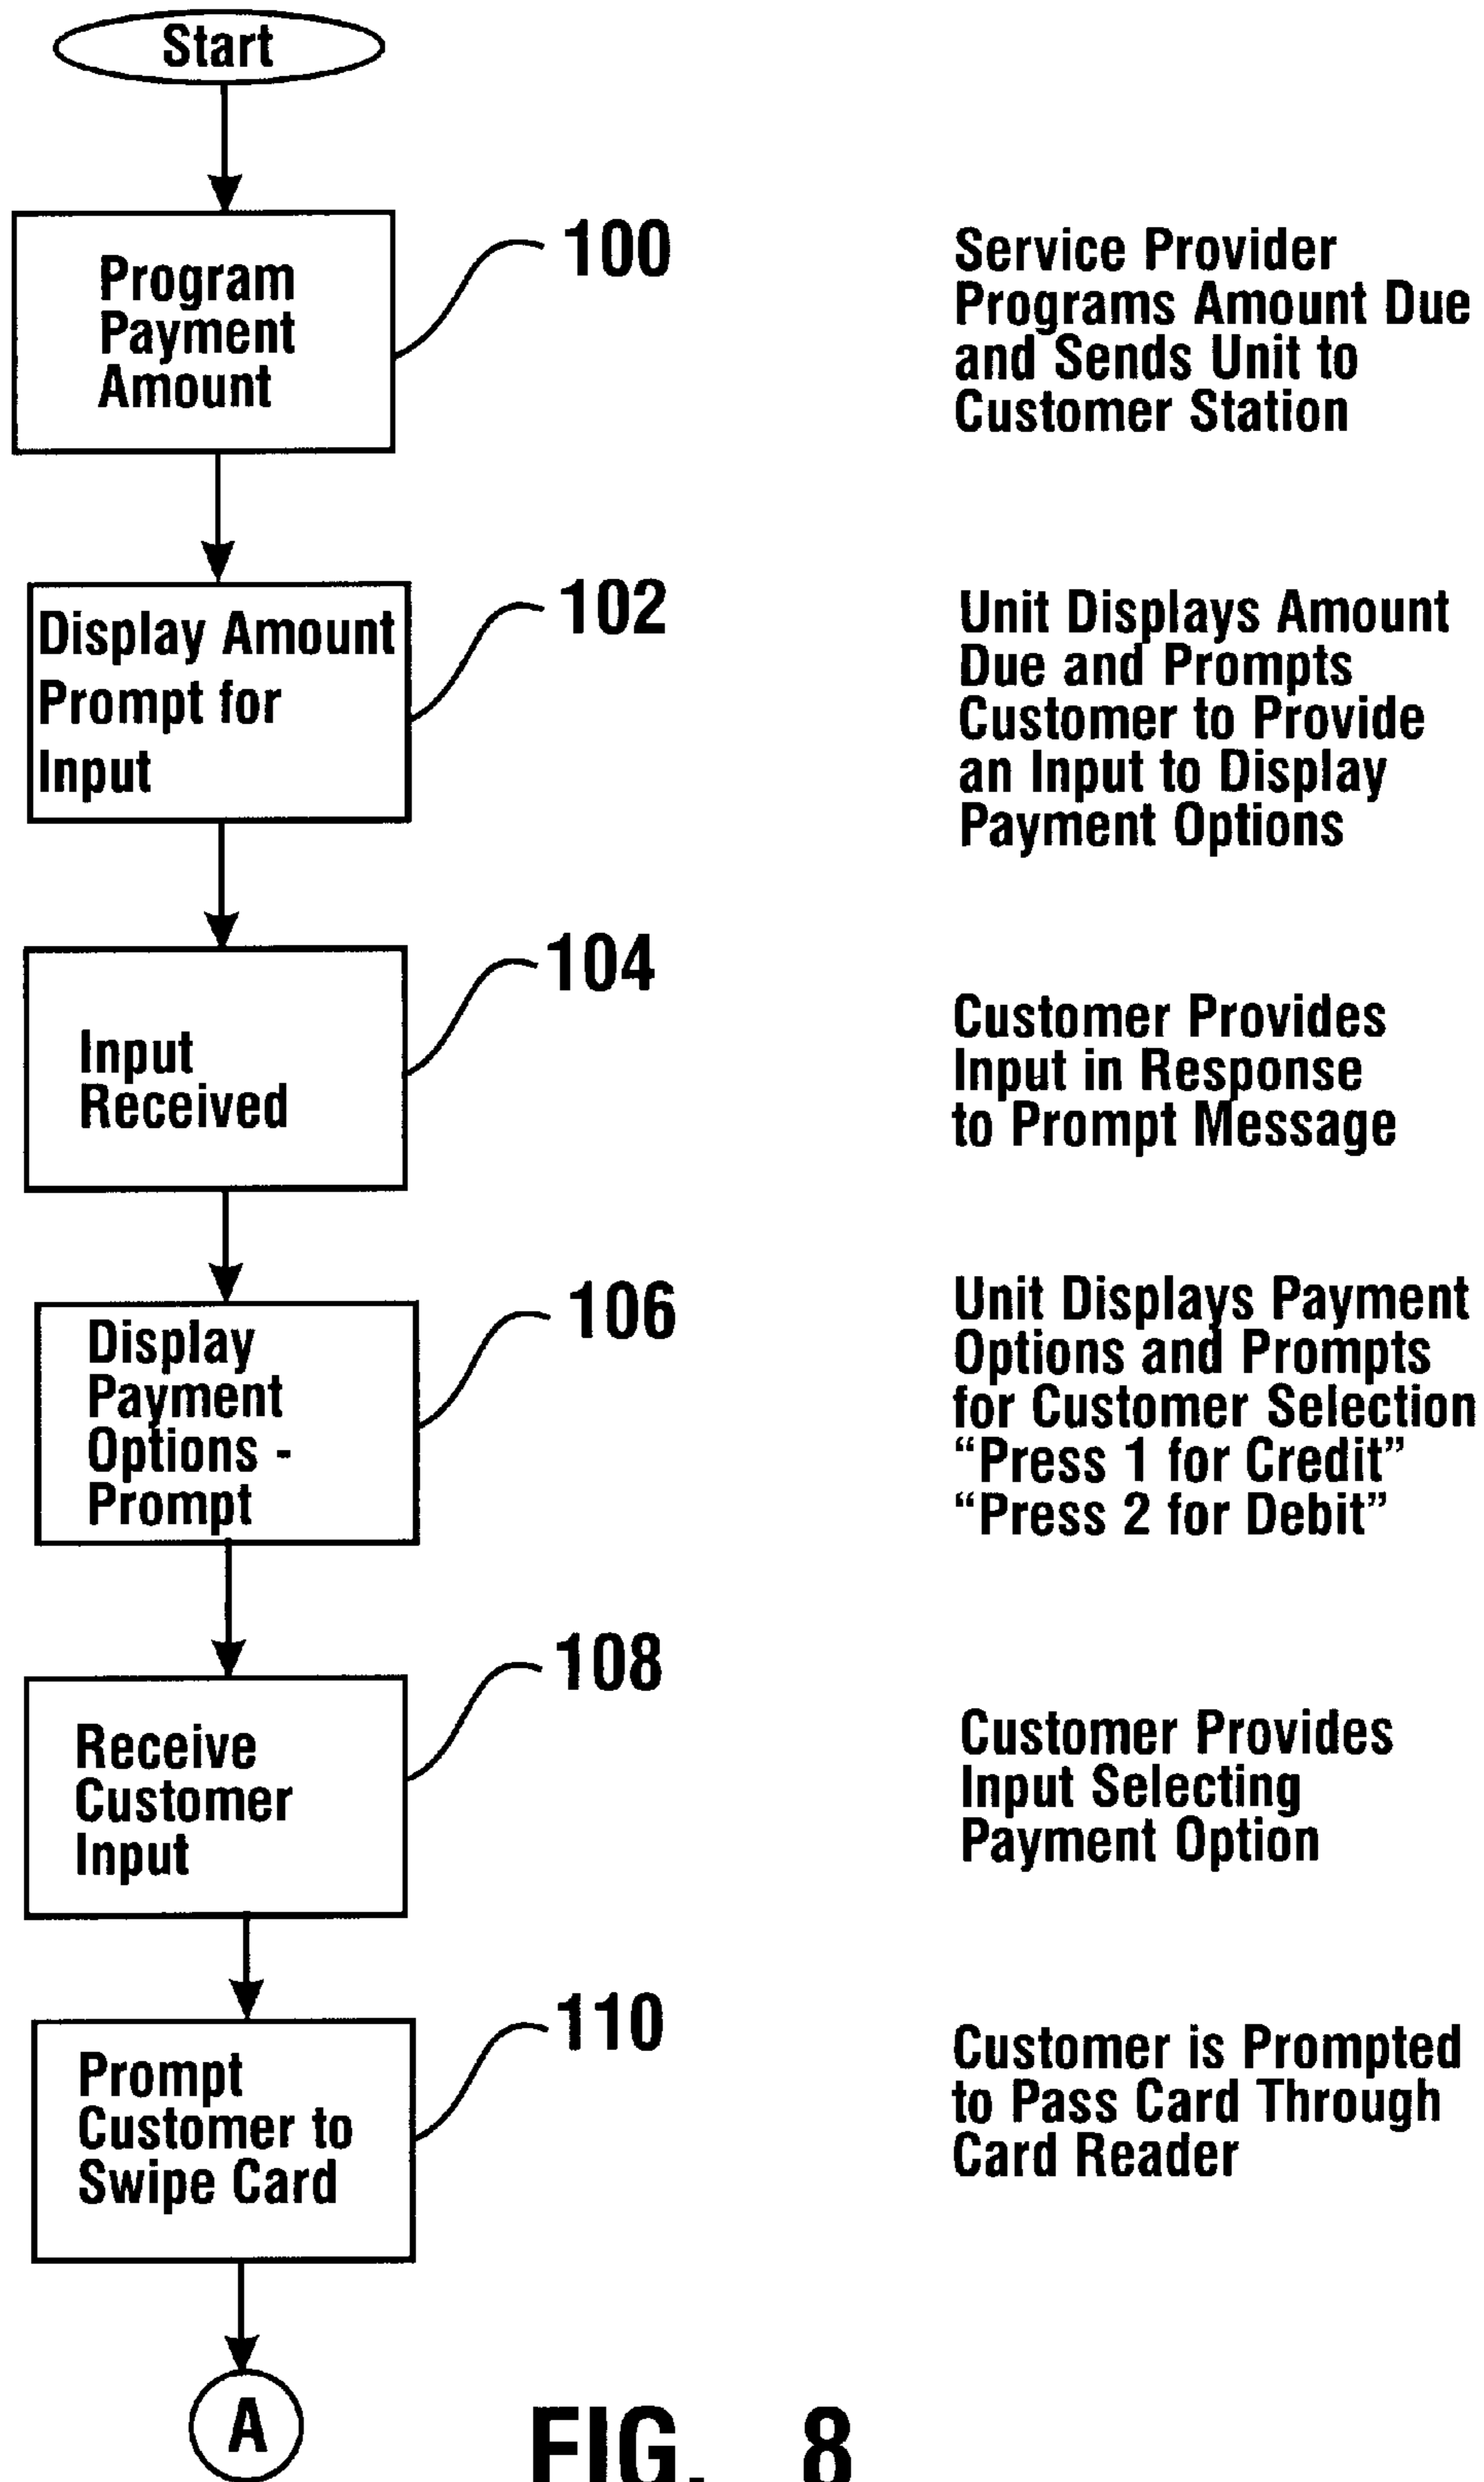 Start
Program
Payment
Amount
100
Service Provider
Programs Amount Due
and Sends Unit to
Customer Station
Display Amount
Prompt for
Input
102
Unit Displays Amount
Due and Prompts
Customer to Provide
an Input to Display
Payment Options
Input
Received
104
Customer Provides
Input in Response
to Prompt Message
Display
Payment
Options -
Prompt
106
Unit Displays Payment
Options and Prompts
for Customer Selection
“Press 1 for Credit”
“Press 2 for Debit”
Receive
Customer
Input
108
Customer Provides
Input Selecting
Payment Option
Prompt
Customer to
Swipe Card
110
Customer is Prompted
to Pass Card Through
Card Reader
A
FIG. 8